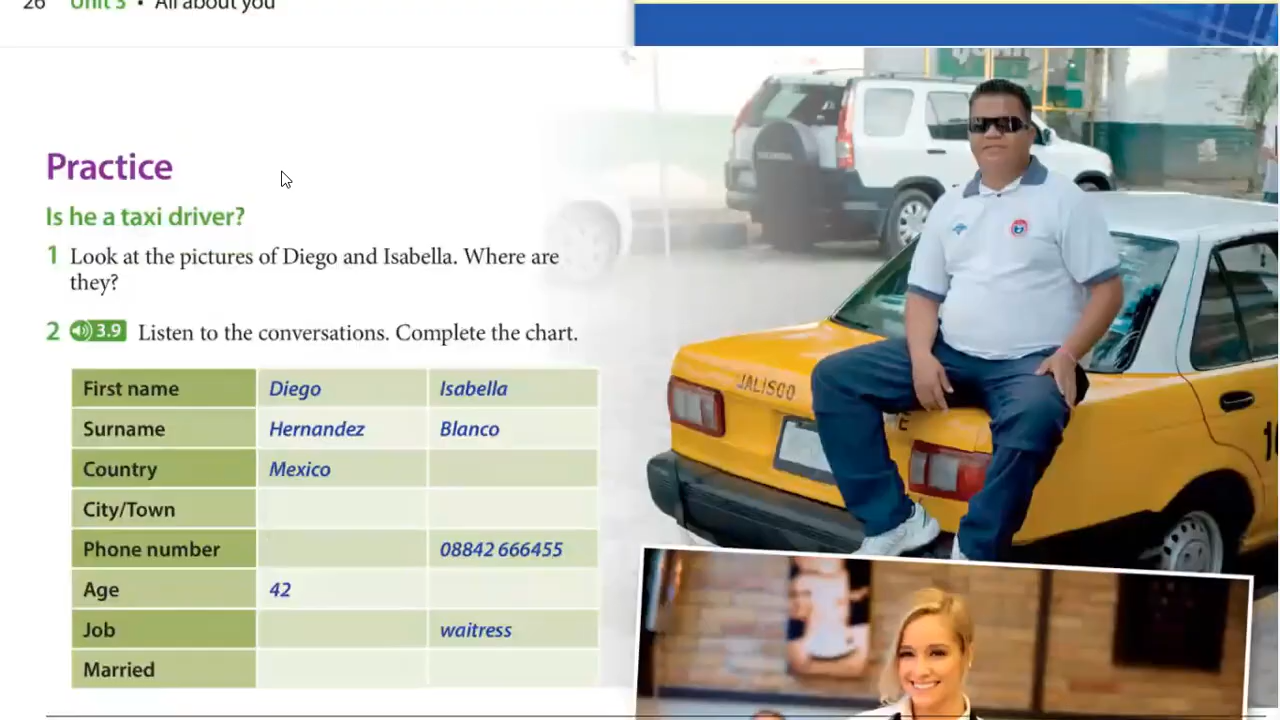 26 Unit 3 • All about you
Practice
Is he a taxi driver?
1 Look at the pictures of Diego and Isabella. Where are
they?
2 3.9 Listen to the conversations. Complete the chart.
First name Diego Isabella
Surname Hernandez Blanco
Country Mexico
City/Town
Phone number 08842 666455
Age 42
Job waitress
Married
JALISCO